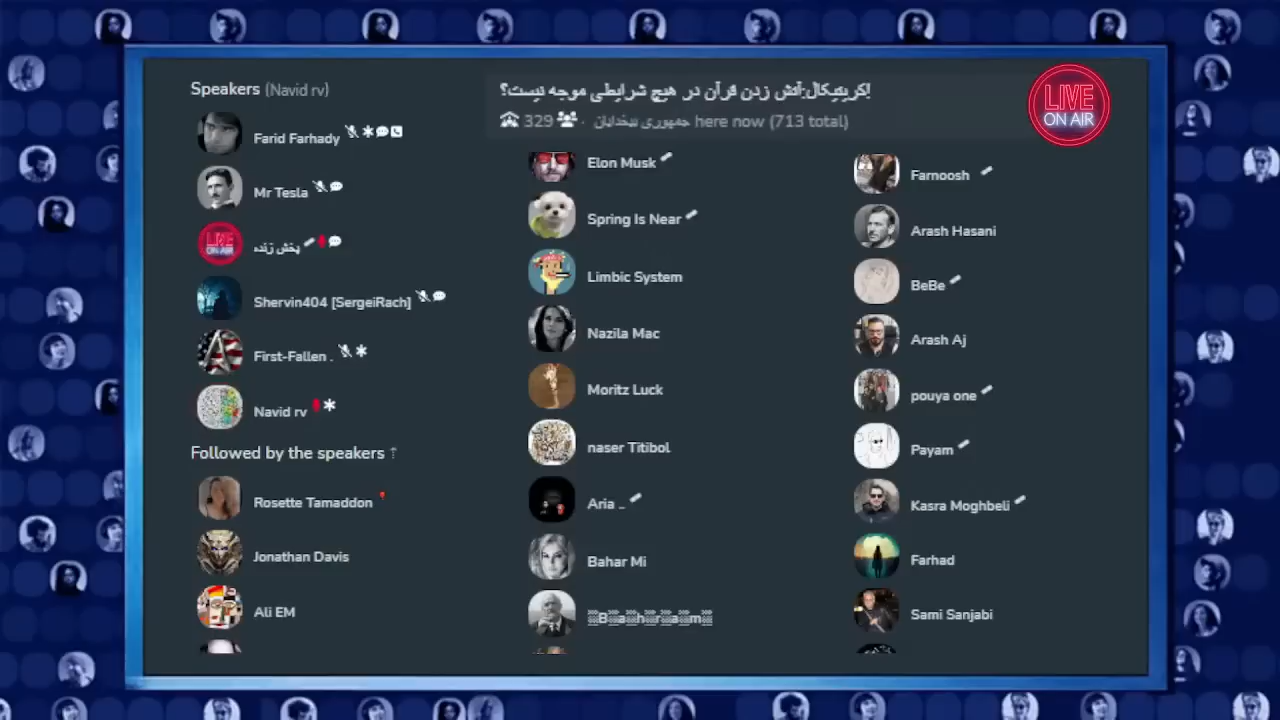 Speakers (Navid rv)
Farid Farhady
Mr Tesla
پخش زنده
Shervin404 [SergeiRach]
First-Fallen .
Navid rv
Followed by the speakers ↑
Rosette Tamaddon
Jonathan Davis
Ali EM
کریتیکال:آتش زدن قرآن در هیچ شرایطی موجه نیست؟!
329 · جمهوری بیخدایان here now (713 total)
LIVE
ON AIR
Elon Musk
Spring Is Near
Limbic System
Nazila Mac
Moritz Luck
naser Titibol
Aria ..
Bahar Mi
░B░a░h░r░a░m░
Farnoosh
Arash Hasani
BeBe
Arash Aj
pouya one
Payam
Kasra Moghbeli
Farhad
Sami Sanjabi